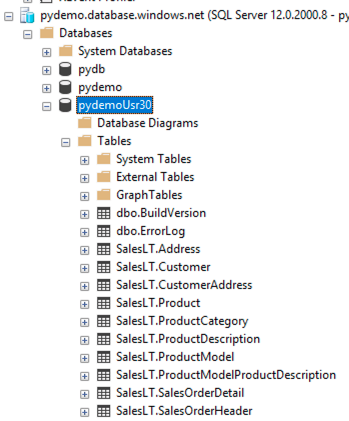 pydemo.database.windows.net (SQL Server 12.0.2000.8 - py
Databases
System Databases
pydb
pydemo
pydemoUsr30
Database Diagrams
Tables
System Tables
External Tables
GraphTables
dbo.BuildVersion
dbo.ErrorLog
SalesLT.Address
SalesLT.Customer
SalesLT.CustomerAddress
SalesLT.Product
SalesLT.ProductCategory
SalesLT.ProductDescription
SalesLT.ProductModel
SalesLT.ProductModelProductDescription
SalesLT.SalesOrderDetail
SalesLT.SalesOrderHeader